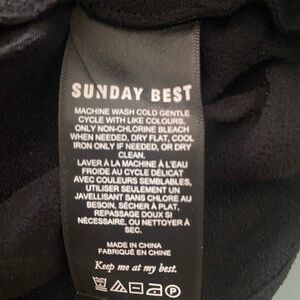 SUNDAY BEST
MACHINE WASH COLD GENTLE
CYCLE WITH LIKE COLOURS,
ONLY NON-CHLORINE BLEACH
WHEN NEEDED, DRY FLAT, COOL
IRON ONLY IF NEEDED, OR DRY
CLEAN.
LAVER À LA MACHINE À L'EAU
FROIDE AU CYCLE DÉLICAT
AVEC COULEURS SEMBLABLES,
UTILISER SEULEMENT UN
JAVELLISANT SANS CHLORE AU
BESOIN, SÉCHER À PLAT,
REPASSAGE DOUX SI
NÉCESSAIRE, OU NETTOYER À
SEC.
MADE IN CHINA
FABRIQUÉ EN CHINE
Keep me at my best.